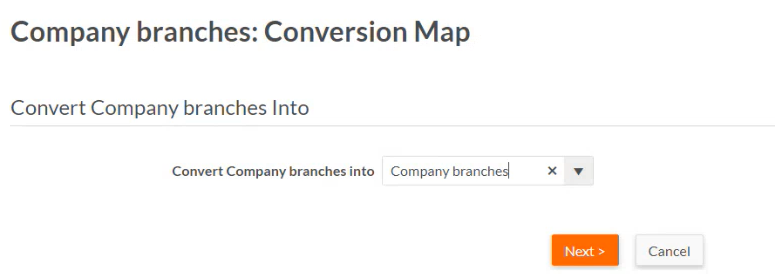 Company branches: Conversion Map
Convert Company branches Into
Convert Company branches into Company branches
Next > Cancel